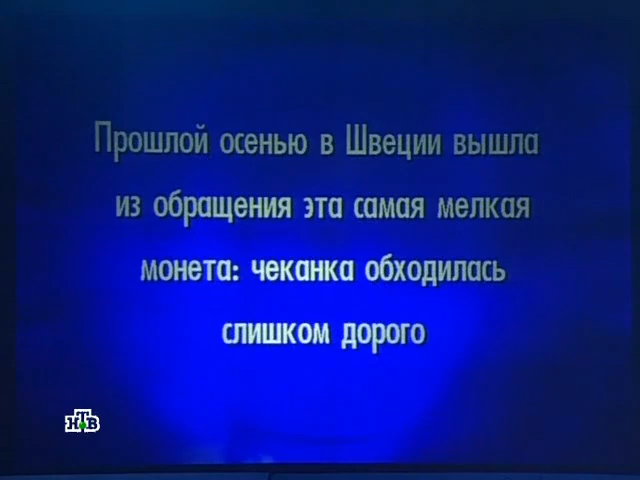 Прошлой осенью в Швеции вышла
из обращения эта самая мелкая
монета: чеканка обходилась
слишком дорого
НТВ